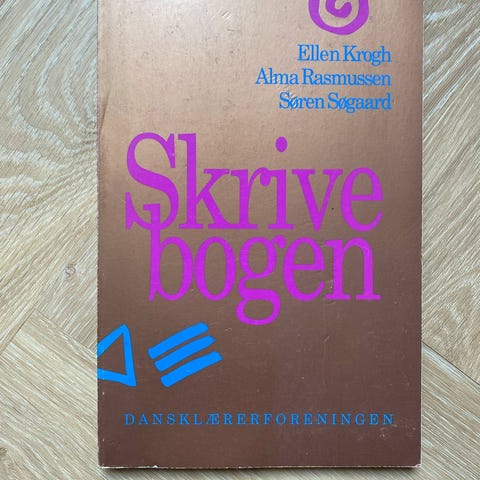 Ellen Krogh
Alma Rasmussen
Søren Søgaard
Skrive
bogen
DANSKLÆRERFORENINGEN